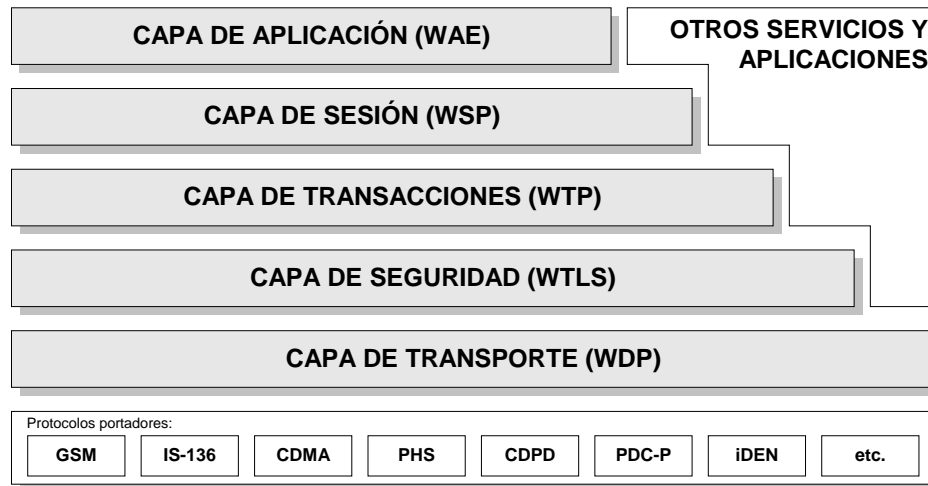 CAPA DE APLICACIÓN (WAE)
OTROS SERVICIOS Y
APLICACIONES
CAPA DE SESIÓN (WSP)
CAPA DE TRANSACCIONES (WTP)
CAPA DE SEGURIDAD (WTLS)
CAPA DE TRANSPORTE (WDP)
Protocolos portadores:
GSM IS-136 CDMA PHS CDPD PDC-P iDEN etc.